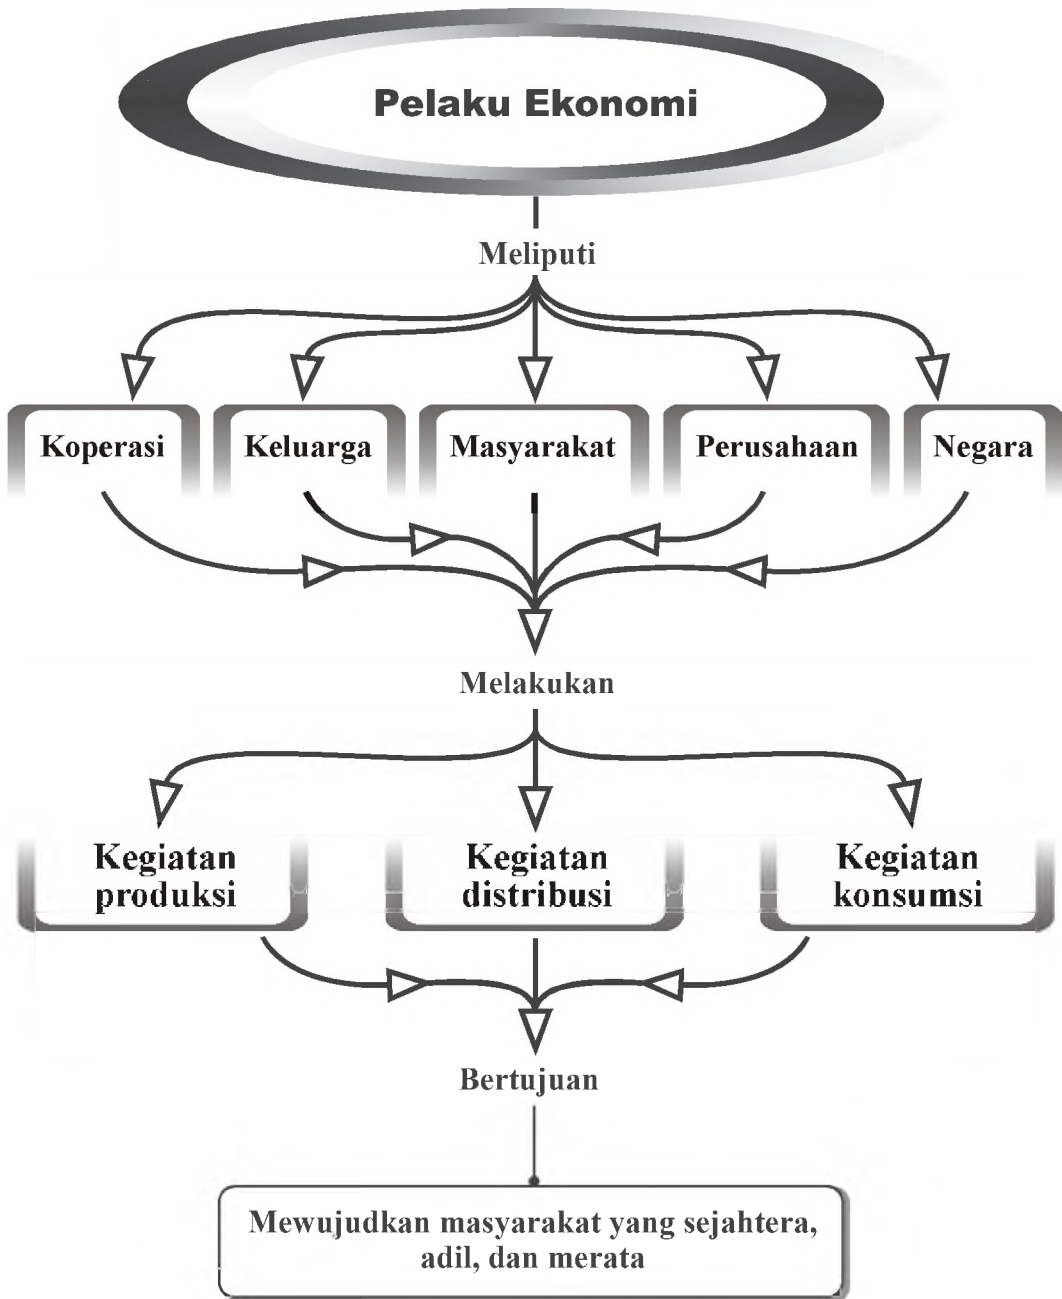 Pelaku Ekonomi
Meliputi
Koperasi
Keluarga
Masyarakat
Perusahaan
Negara
Melakukan
Kegiatan
produksi
Kegiatan
distribusi
Kegiatan
konsumsi
Bertujuan
Mewujudkan masyarakat yang sejahtera,
adil, dan merata